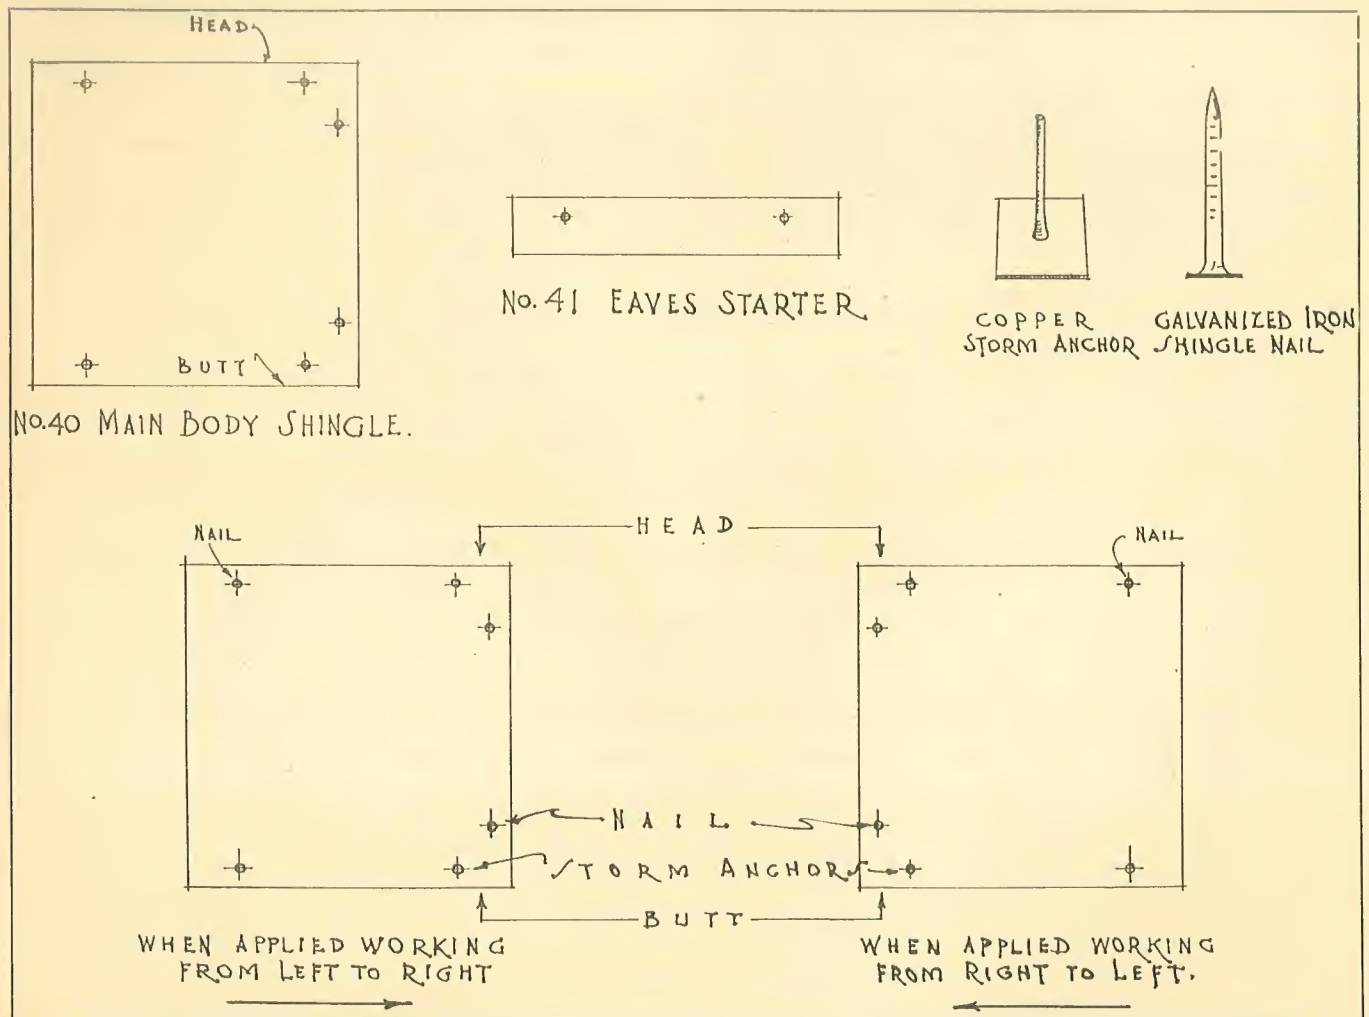 HEAD
BUTT
No.40 MAIN BODY SHINGLE.
No. 41 EAVES STARTER
COPPER
STORM ANCHOR
GALVANIZED IRON
SHINGLE NAIL
HEAD
NAIL
NAIL
NAIL
STORM ANCHORS
BUTT
WHEN APPLIED WORKING
FROM LEFT TO RIGHT
WHEN APPLIED WORKING
FROM RIGHT TO LEFT.